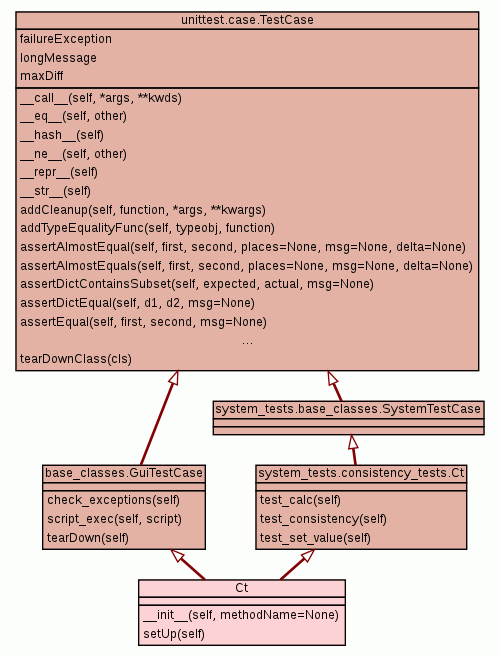 unittest.case.TestCase
failureException
longMessage
maxDiff
__call__(self, *args, **kwds)
__eq__(self, other)
__hash__(self)
__ne__(self, other)
__repr__(self)
__str__(self)
addCleanup(self, function, *args, **kwargs)
addTypeEqualityFunc(self, typeobj, function)
assertAlmostEqual(self, first, second, places=None, msg=None, delta=None)
assertAlmostEquals(self, first, second, places=None, msg=None, delta=None)
assertDictContainsSubset(self, expected, actual, msg=None)
assertDictEqual(self, d1, d2, msg=None)
assertEqual(self, first, second, msg=None)
...
tearDownClass(cls)
system_tests.base_classes.SystemTestCase
base_classes.GuiTestCase
check_exceptions(self)
script_exec(self, script)
tearDown(self)
system_tests.consistency_tests.Ct
test_calc(self)
test_consistency(self)
test_set_value(self)
Ct
__init__(self, methodName=None)
setUp(self)